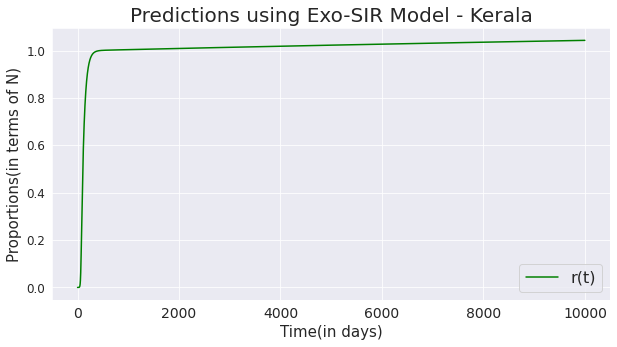 Predictions using Exo-SIR Model - Kerala
Proportions(in terms of N)
1.0
0.8
0.6
0.4
0.2
0.0
r(t)
0 2000 4000 6000 8000 10000
Time(in days)